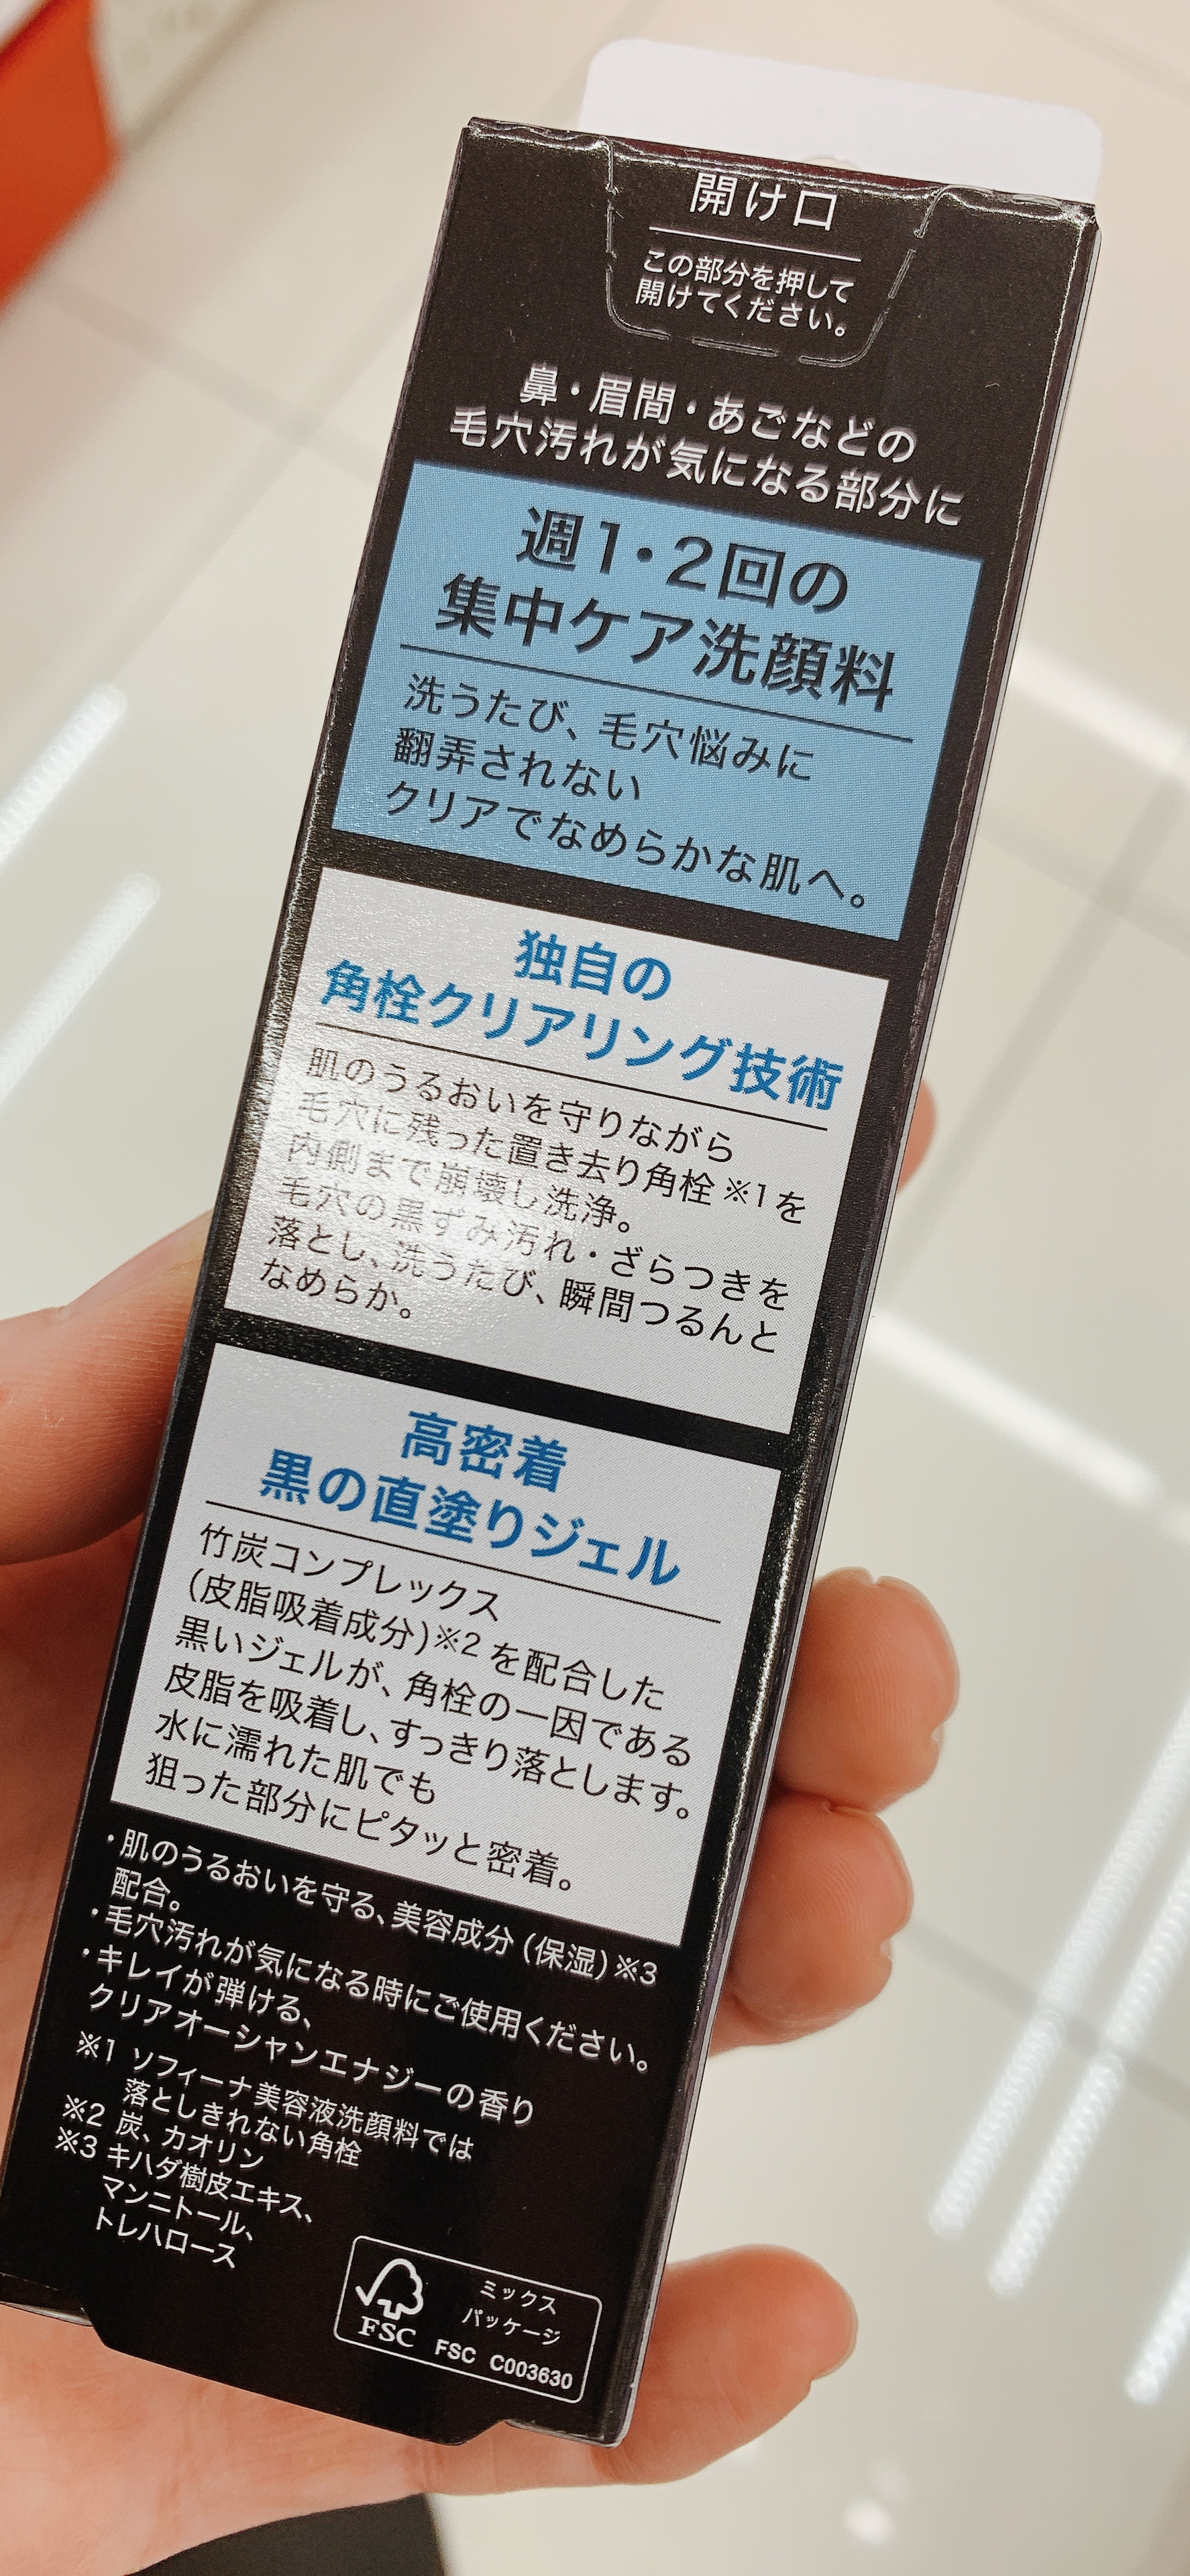 開け口
この部分を押して
開けてください。
鼻・眉間・あごなどの
毛穴汚れが気になる部分に
週1・2回の
集中ケア洗顔料
洗うたび、毛穴悩みに
翻弄されない
クリアでなめらかな肌へ。
独自の
角栓クリアリング技術
肌のうるおいを守りながら
毛穴に残った置き去り角栓※1を
内側まで崩壊し洗浄。
毛穴の黒ずみ汚れ・ざらつきを
落とし、洗うたび、瞬間つるんと
なめらか。
高密着
黒の直塗りジェル
竹炭コンプレックス
(皮脂吸着成分)※2を配合した
黒いジェルが、角栓の一因である
皮脂を吸着し、すっきり落とします。
水に濡れた肌でも
狙った部分にピタッと密着。
・肌のうるおいを守る、美容成分(保湿)※3
配合。
・毛穴汚れが気になる時にご使用ください。
・キレイが弾ける、
クリアオーシャンエナジーの香り
※1 ソフィーナ美容液洗顔料では
落としきれない角栓
※2 炭、カオリン
※3 キハダ樹皮エキス、
マンニトール、
トレハロース
ミックス
パッケージ
FSC
FSC C003630